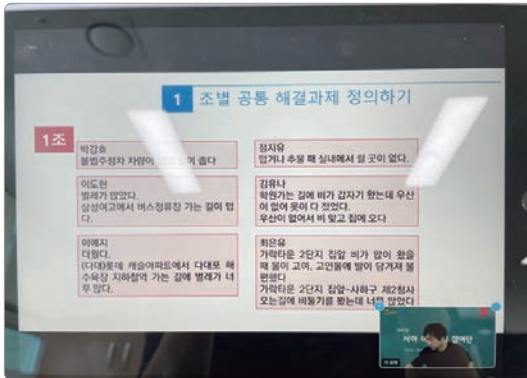 1 조별 공통 해결과제 정의하기
1조
박강호
불법주정차 차량이 좁다
정지유
덥거나 추울 때 실내에서 쉴 곳이 없다.
이도현
벌레가 많았다.
삼성여고에서 버스정류장 가는 길이 덥
다.
김유나
학원가는 길에 비가 갑자기 왔는데 우산
이 없어 옷이 다 젖었다.
우산이 없어서 비 맞고 집에 오다
이예지
더웠다.
(다대)롯데 캐슬아파트에서 다대포 해
수욕장 지하철역 가는 길에 벌레가 너
무 많다.
최은유
가락타운 2단지 집앞 비가 많이 왔을
때 물이 고여, 고인물에 발이 담겨져 불
편했다
가락타운 2단지 집앞-사하구 제2청사
오는길에 비둘기를 봤는데 너무 많았다
사하
참여단